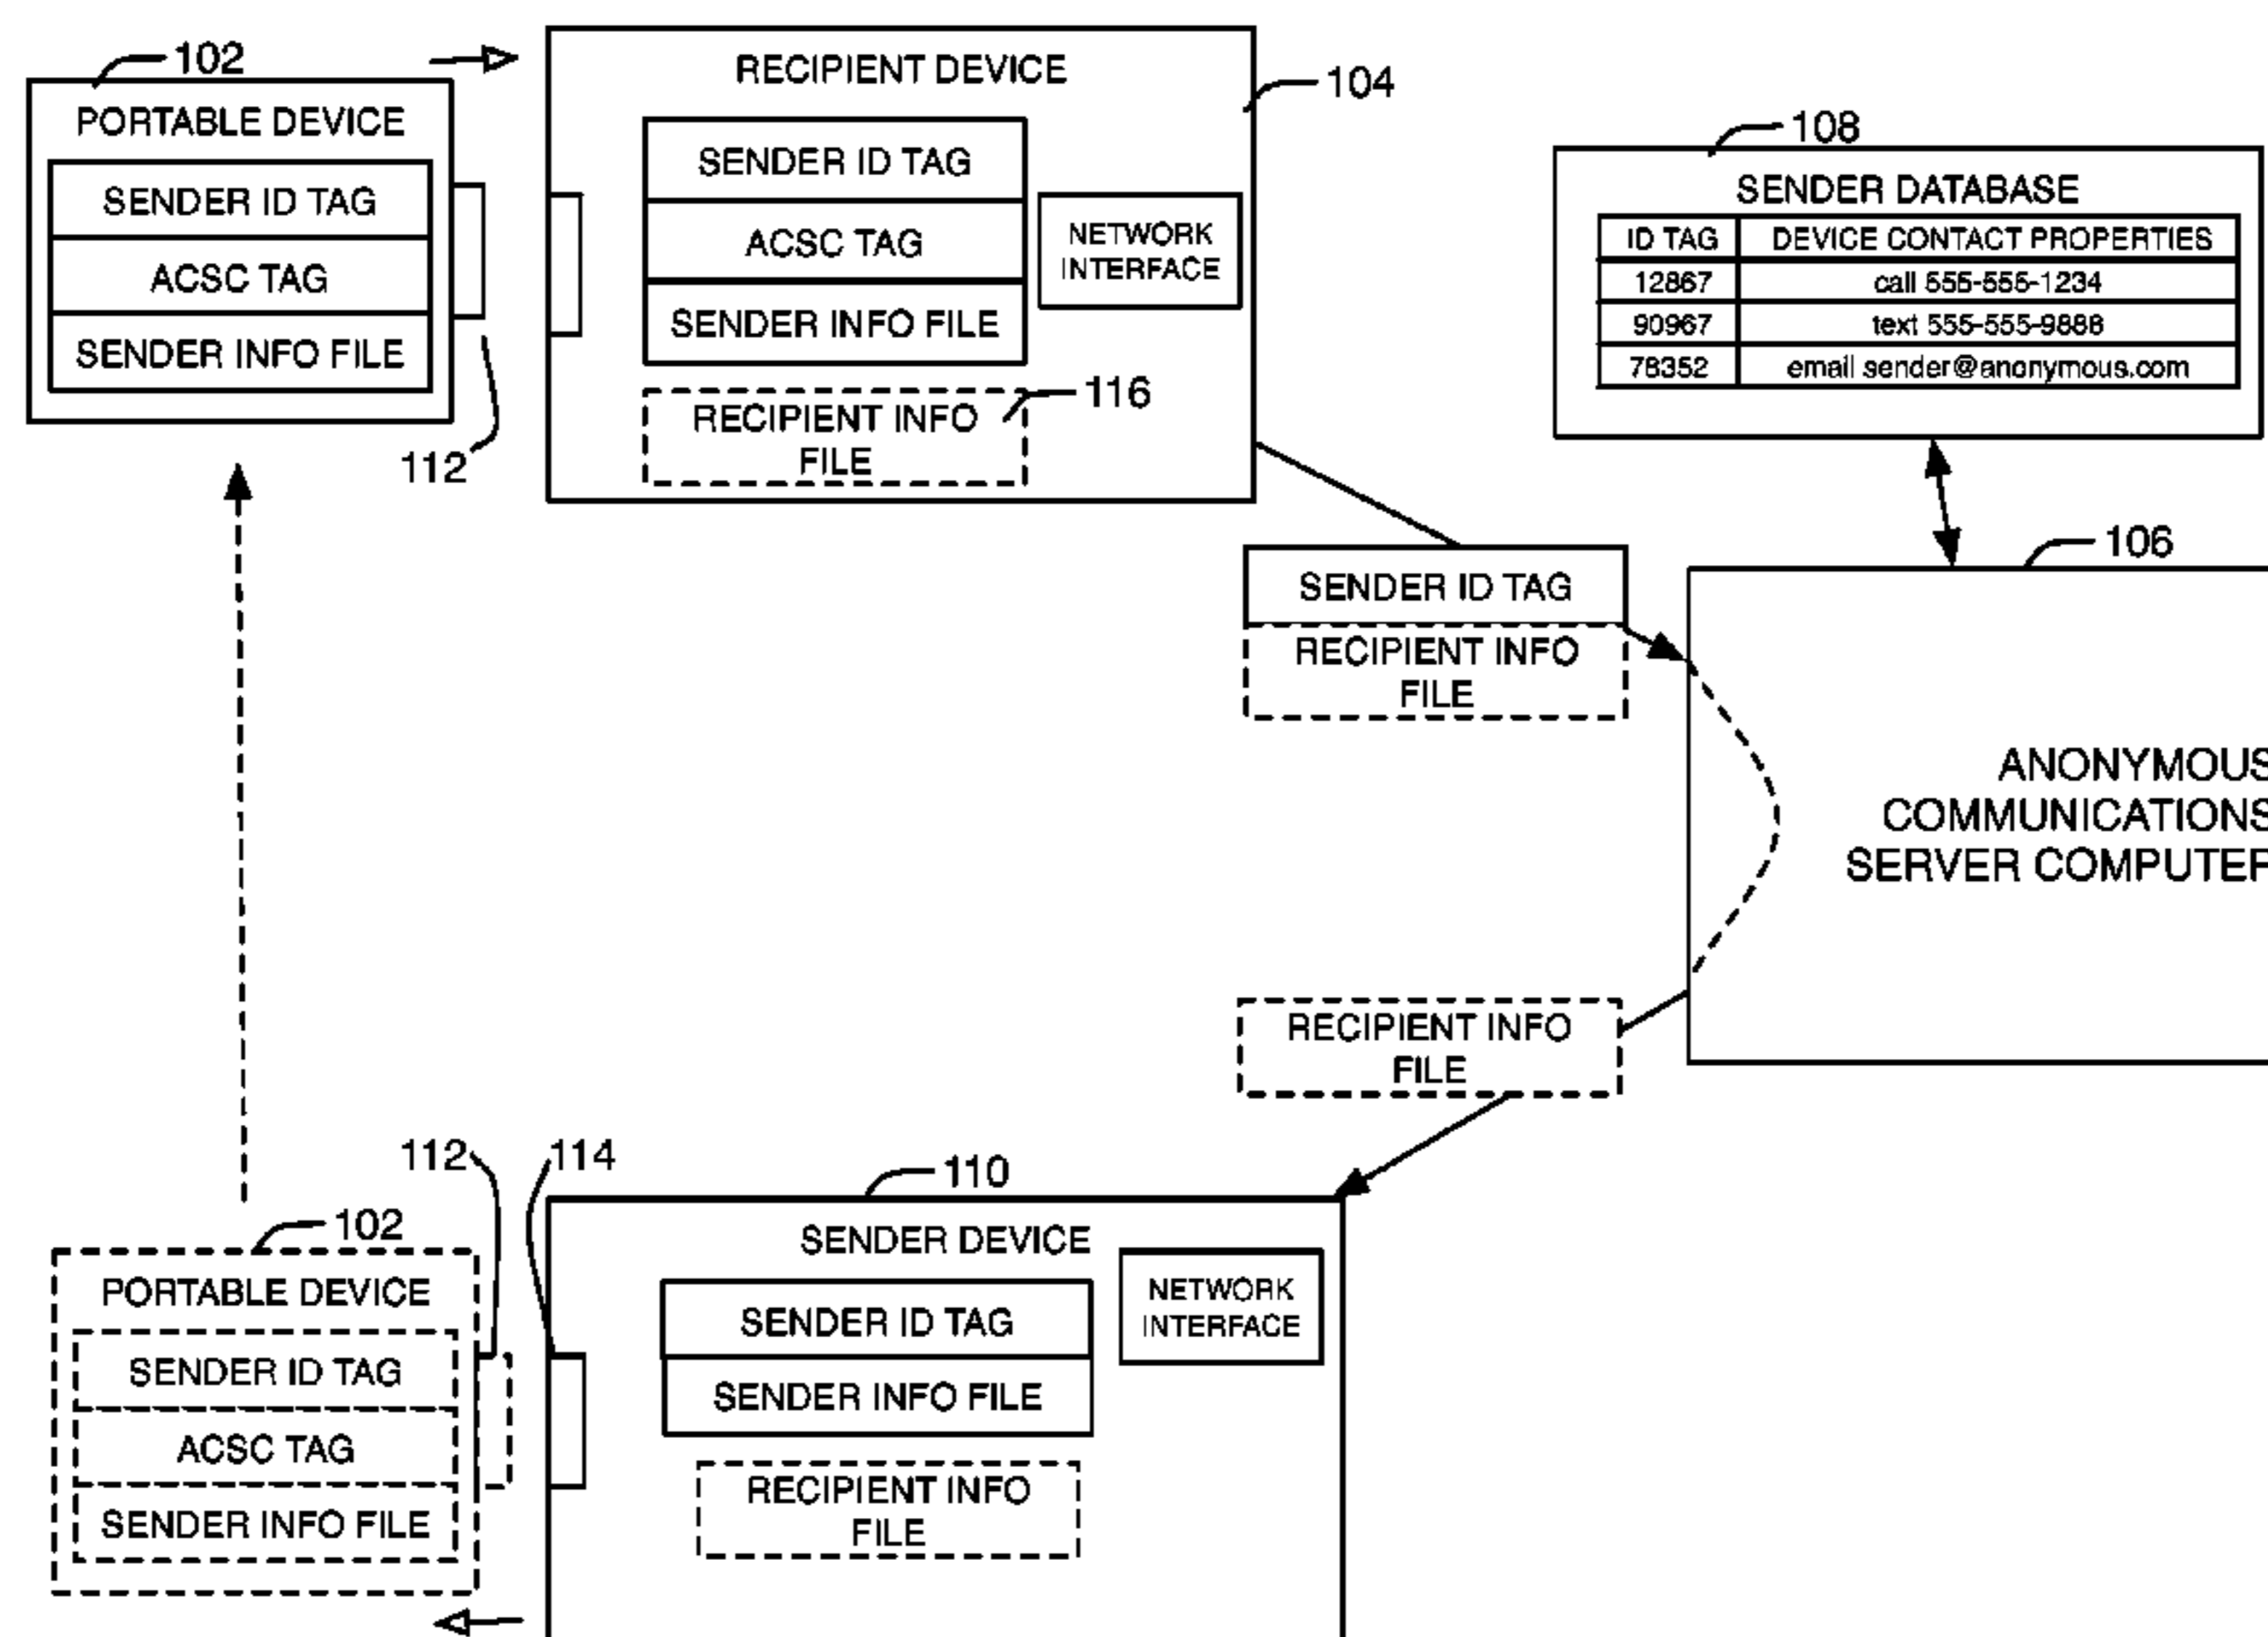 102
PORTABLE DEVICE
SENDER ID TAG
ACSC TAG
SENDER INFO FILE
112
RECIPIENT DEVICE
104
SENDER ID TAG
ACSC TAG
SENDER INFO FILE
NETWORK
INTERFACE
RECIPIENT INFO
FILE
116
108
SENDER DATABASE
ID TAG DEVICE CONTACT PROPERTIES
12867 call 555-555-1234
90967 text 555-555-9888
78352 email sender@anonymous.com
SENDER ID TAG
RECIPIENT INFO
FILE
106
ANONYMOUS
COMMUNICATIONS
SERVER COMPUTER
RECIPIENT INFO
FILE
112
114
110
102
PORTABLE DEVICE
SENDER ID TAG
ACSC TAG
SENDER INFO FILE
SENDER DEVICE
SENDER ID TAG
SENDER INFO FILE
NETWORK
INTERFACE
RECIPIENT INFO
FILE